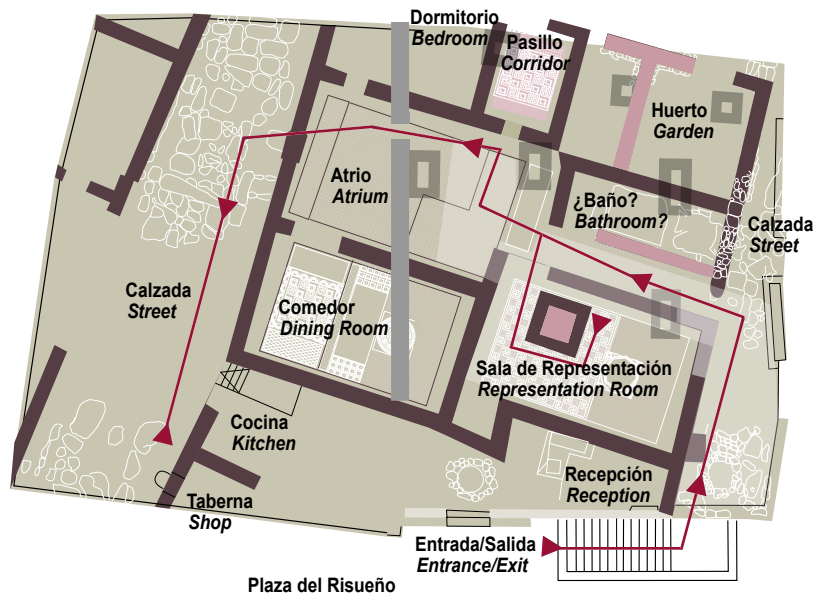 Dormitorio
Bedroom
Pasillo
Corridor
Huerto
Garden
Atrio
Atrium
¿Baño?
Bathroom?
Calzada
Street
Calzada
Street
Comedor
Dining Room
Sala de Representación
Representation Room
Cocina
Kitchen
Recepción
Reception
Taberna
Shop
Entrada/Salida
Entrance/Exit
Plaza del Risueño